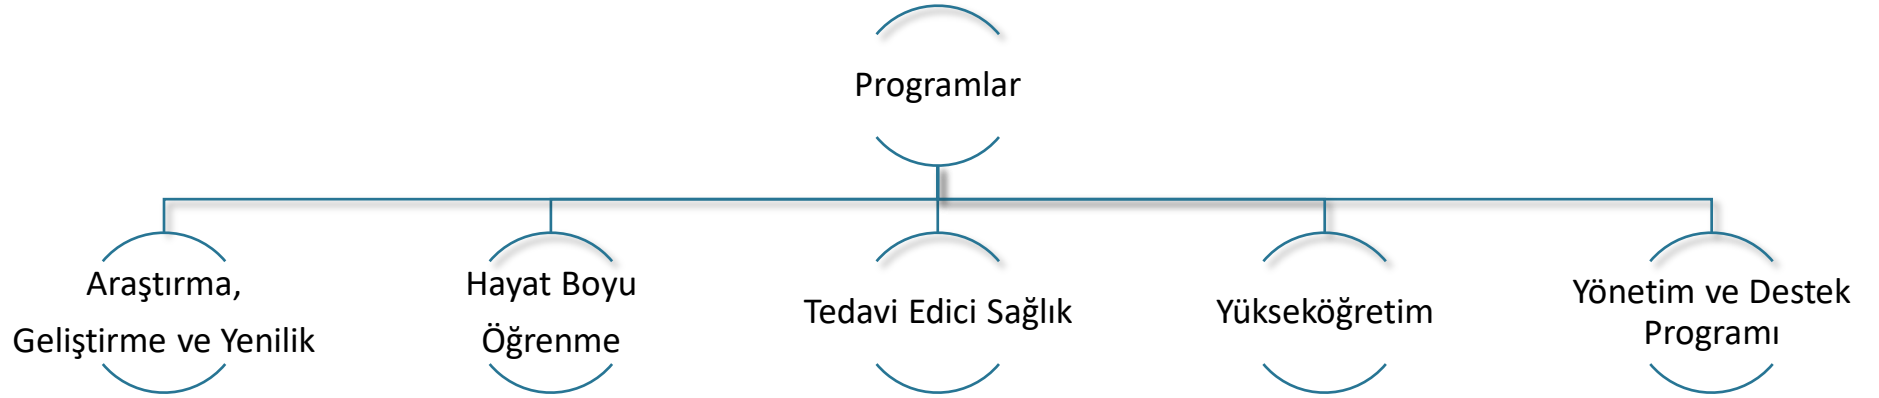 Programlar
Araştırma,
Geliştirme ve Yenilik
Hayat Boyu
Öğrenme
Tedavi Edici Sağlık
Yükseköğretim
Yönetim ve Destek
Programı